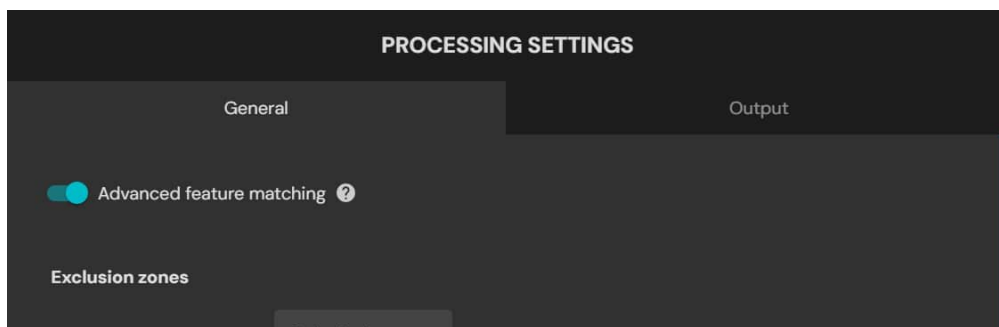 PROCESSING SETTINGS
General Output
Advanced feature matching ?
Exclusion zones